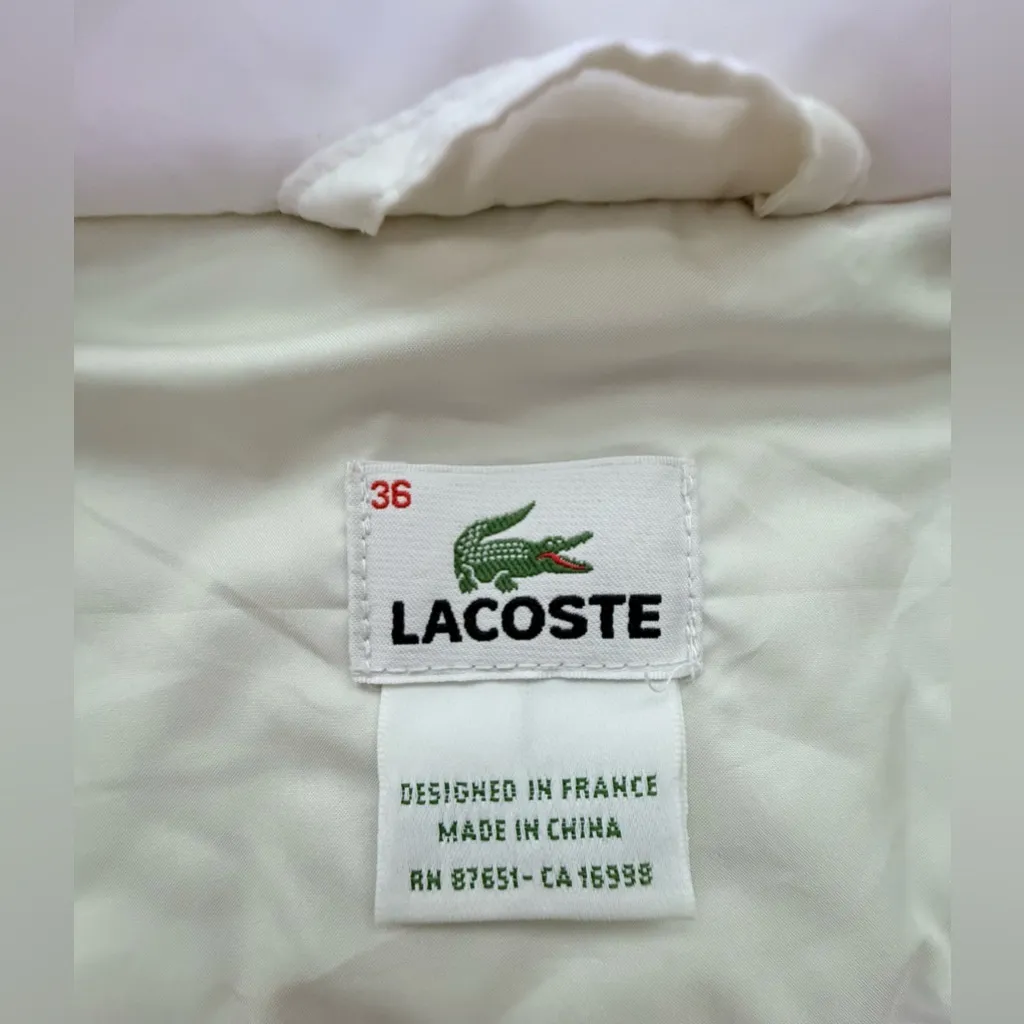 36
LACOSTE
DESIGNED IN FRANCE
MADE IN CHINA
RN 87651 - CA 16998